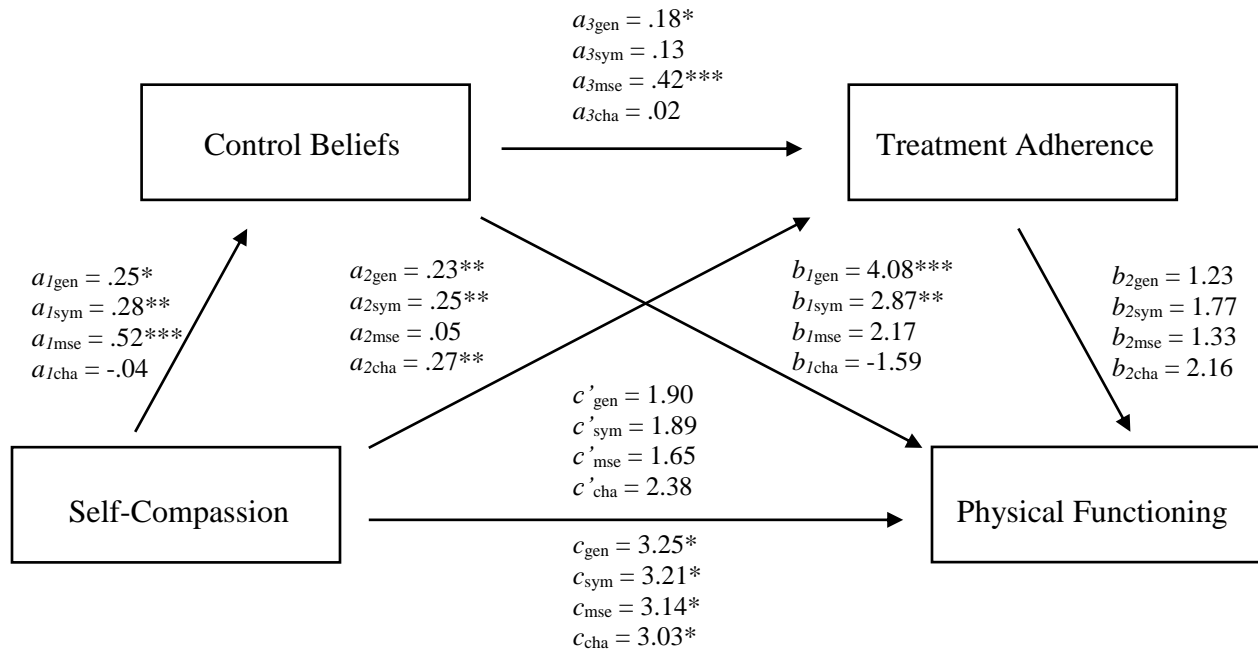 a3gen = .18*
a3sym = .13
a3mse = .42***
a3cha = .02
Control Beliefs
Treatment Adherence
a1gen = .25*
a1sym = .28**
a1mse = .52***
a1cha = -.04
a2gen = .23**
a2sym = .25**
a2mse = .05
a2cha = .27**
b1gen = 4.08***
b1sym = 2.87**
b1mse = 2.17
b1cha = -1.59
b2gen = 1.23
b2sym = 1.77
b2mse = 1.33
b2cha = 2.16
c’gen = 1.90
c’sym = 1.89
c’mse = 1.65
c’cha = 2.38
Self-Compassion
Physical Functioning
cgen = 3.25*
csym = 3.21*
cmse = 3.14*
ccha = 3.03*